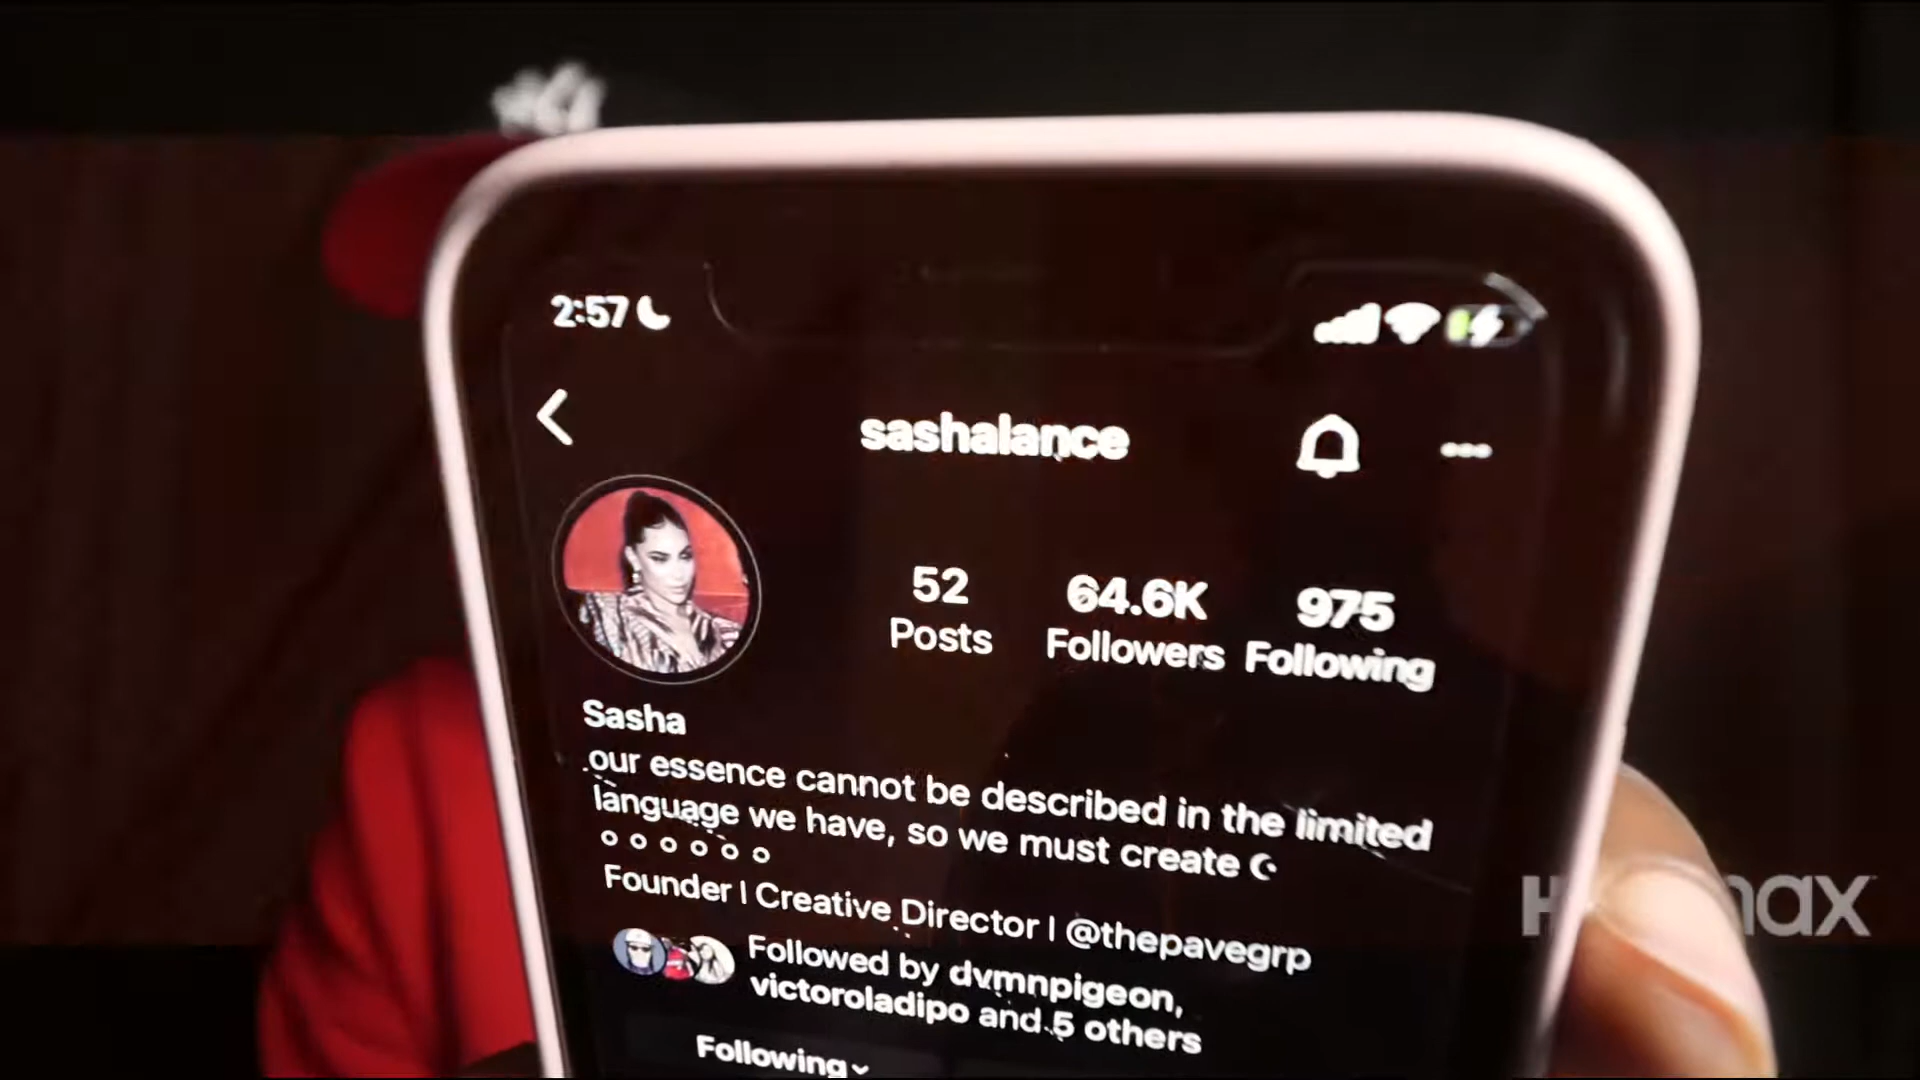 2:57
sashalance
52
Posts
64.6K
Followers
975
Following
Sasha
our essence cannot be described in the limited
language we have, so we must create
Founder | Creative Director | @thepavegrp
Followed by dvmnpigeon,
victoroladipo and 5 others
Following
max